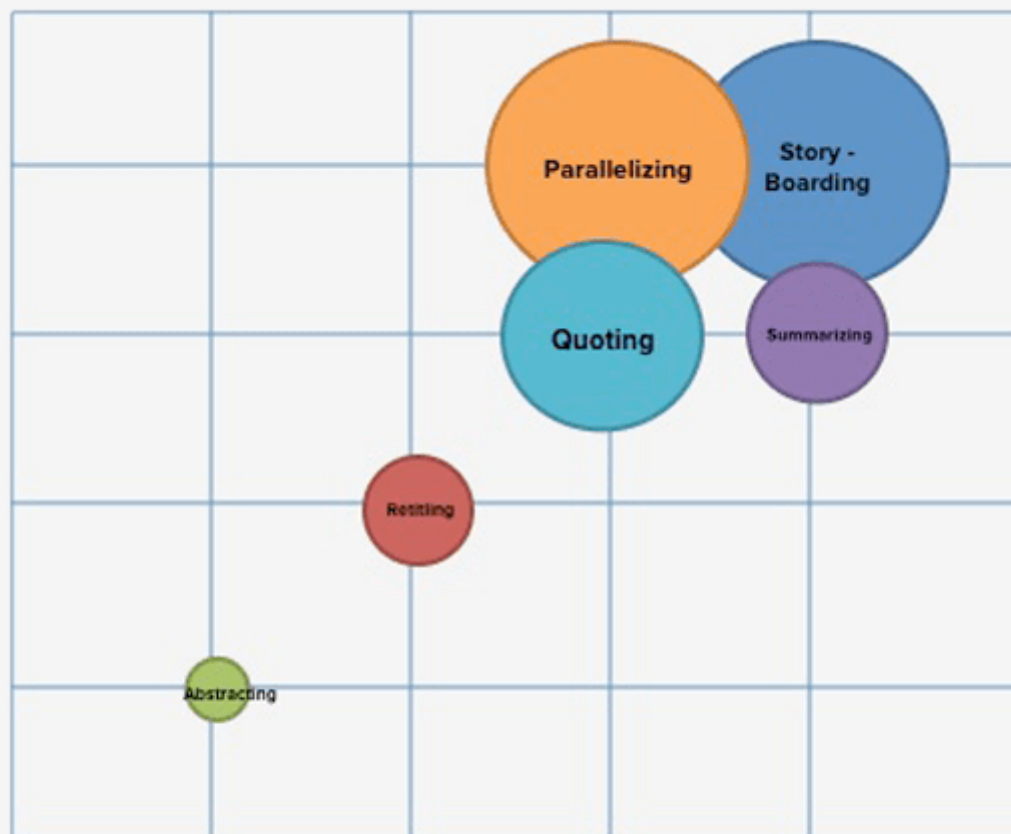 Story -
Boarding
Parallelizing
Quoting
Summarizing
Retitling
Abstracting